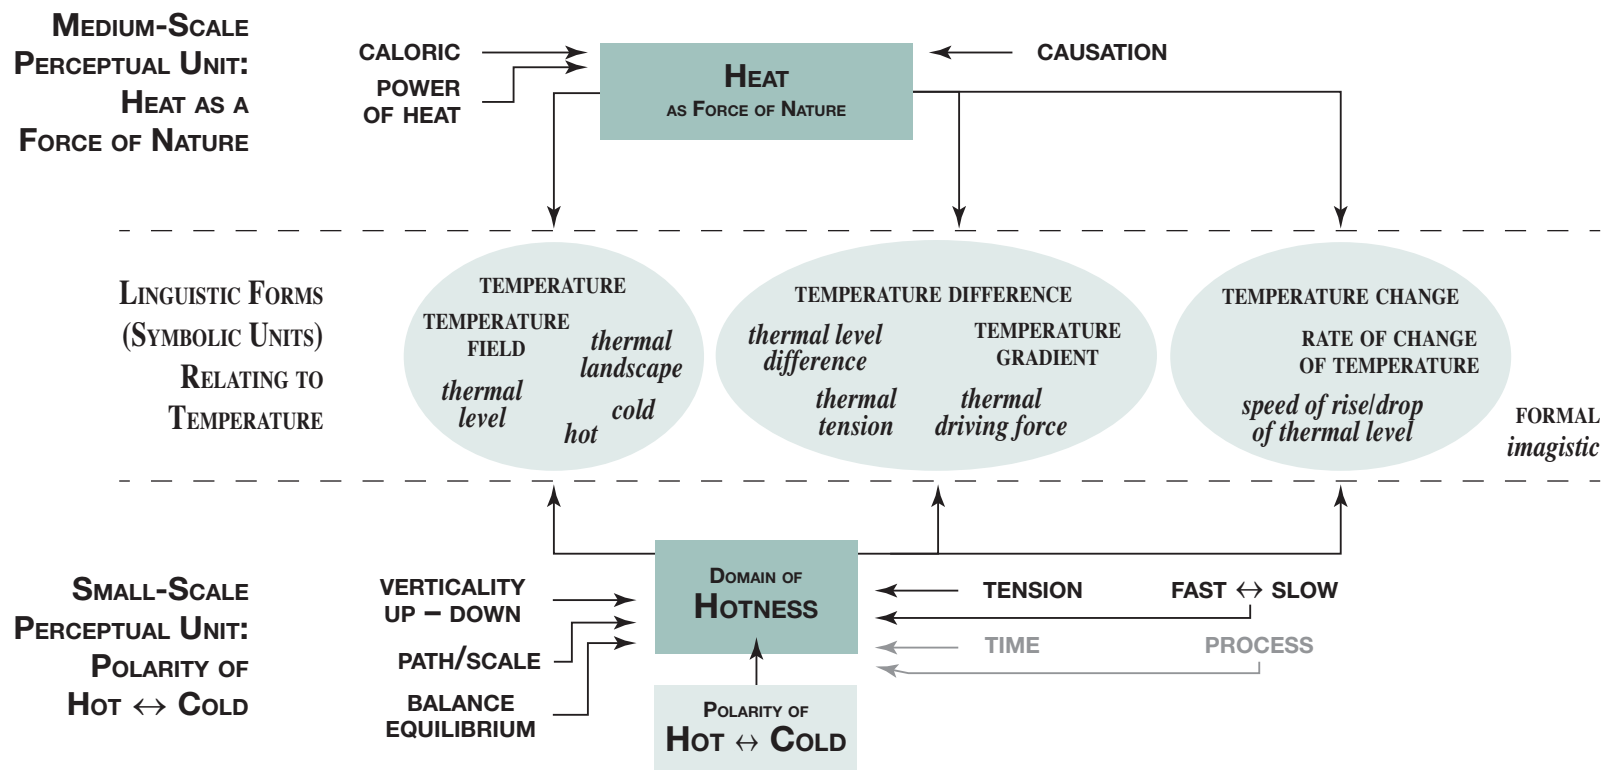 Medium-Scale
Perceptual Unit:
Heat as a
Force of Nature
CALORIC
POWER
OF HEAT
Heat
as Force of Nature
CAUSATION
Linguistic Forms
(Symbolic Units)
Relating to
Temperature
TEMPERATURE
TEMPERATURE
FIELD
thermal
landscape
thermal
level
cold
hot
TEMPERATURE DIFFERENCE
thermal level
difference
TEMPERATURE
GRADIENT
thermal
tension
thermal
driving force
TEMPERATURE CHANGE
RATE OF CHANGE
OF TEMPERATURE
speed of rise/drop
of thermal level
FORMAL
imagistic
Small-Scale
Perceptual Unit:
Polarity of
Hot ↔ Cold
VERTICALITY
UP – DOWN
PATH/SCALE
BALANCE
EQUILIBRIUM
Domain of
Hotness
TENSION
FAST ↔ SLOW
TIME
PROCESS
Polarity of
Hot ↔ Cold